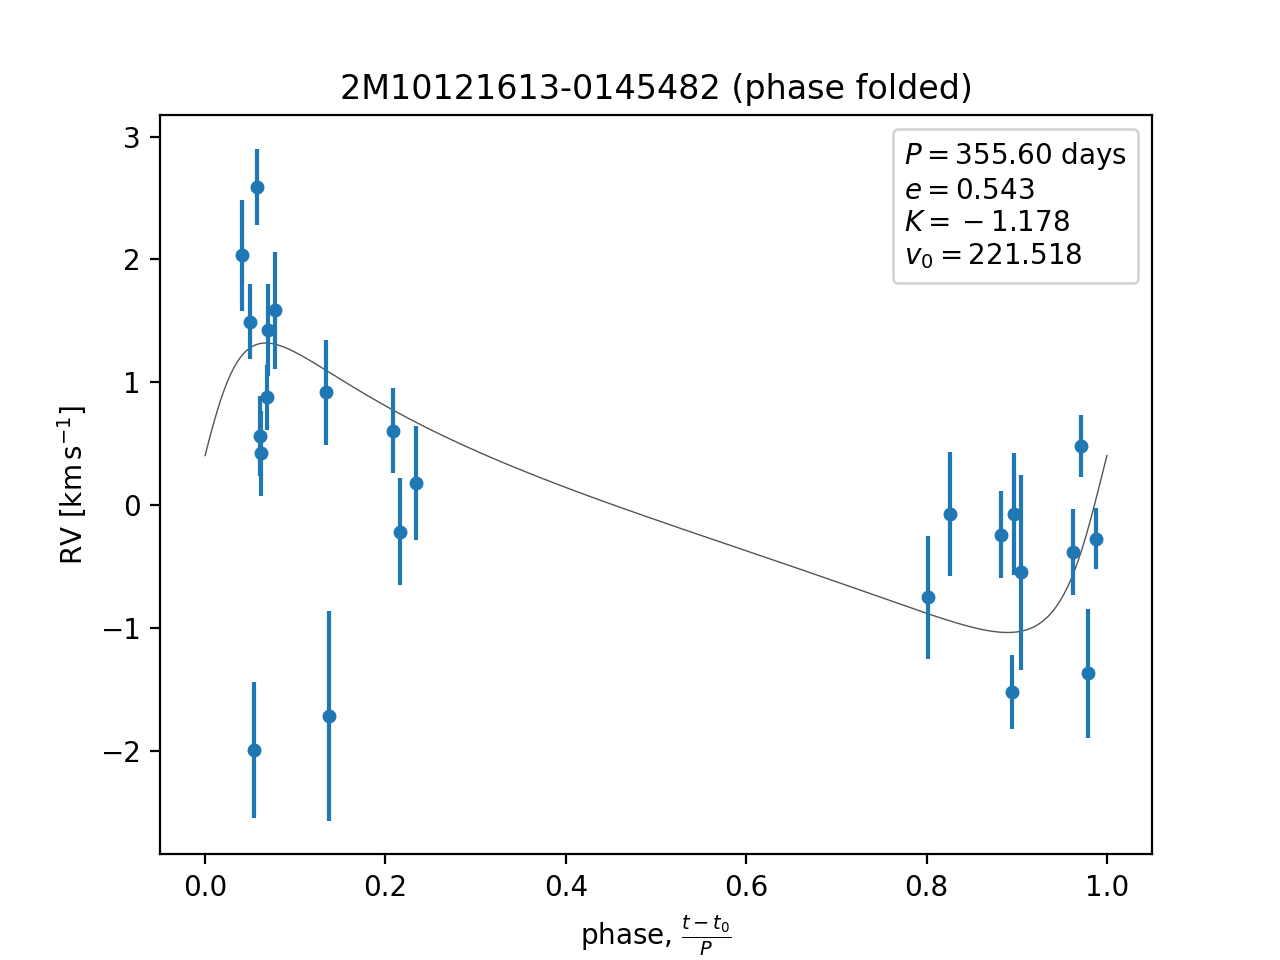 2M10121613-0145482 (phase folded)
P = 355.60 days
e = 0.543
K = −1.178
v₀ = 221.518
3
2
1
0
−1
−2
RV [km s⁻¹]
0.0 0.2 0.4 0.6 0.8 1.0
phase, (t − t₀)/P